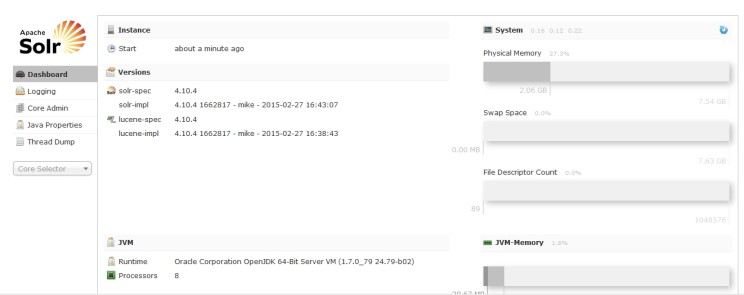 Apache
Solr
Dashboard
Logging
Core Admin
Java Properties
Thread Dump
Core Selector
Instance
Start about a minute ago
Versions
solr-spec 4.10.4
solr-impl 4.10.4 1662817 - mike - 2015-02-27 16:43:07
lucene-spec 4.10.4
lucene-impl 4.10.4 1662817 - mike - 2015-02-27 16:38:43
JVM
Runtime Oracle Corporation OpenJDK 64-Bit Server VM (1.7.0_79 24.79-b02)
Processors 8
System 0.16 0.12 0.22
Physical Memory 27.3%
2.06 GB
7.54 GB
Swap Space 0.0%
0.00 MB
7.63 GB
File Descriptor Count 0.0%
89
1048576
JVM-Memory 1.8%